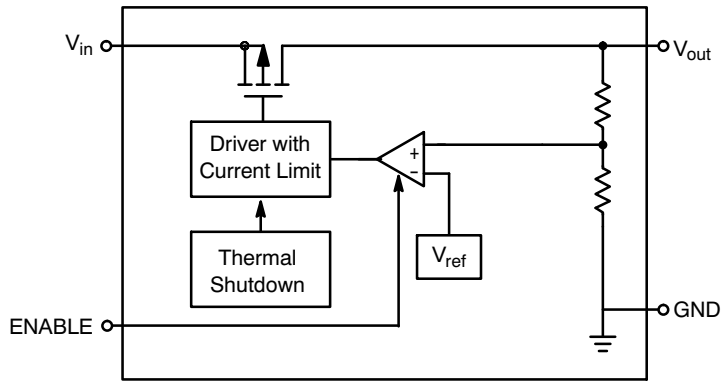 Vin
Vout
Driver with
Current Limit
+
-
Thermal
Shutdown
Vref
ENABLE
GND